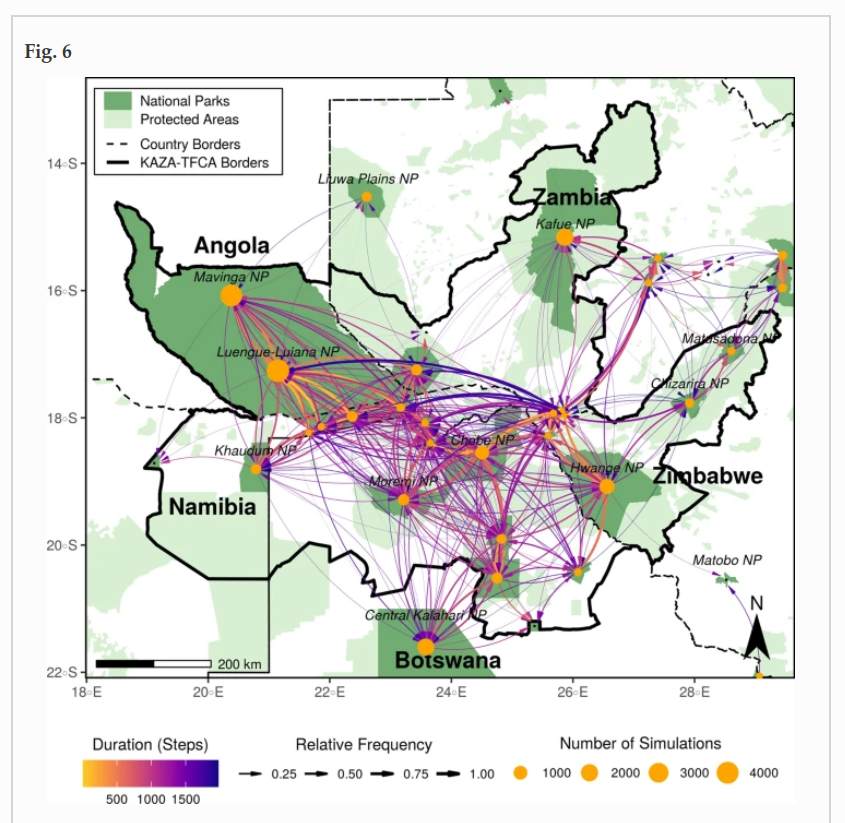 Fig. 6
National Parks
Protected Areas
Country Borders
KAZA-TFCA Borders
14°S
16°S
18°S
20°S
22°S
Liuwa Plains NP
Zambia
Kafue NP
Angola
Mavinga NP
Luengue-Luiana NP
Matusadona N
Chizarira NP
Khaudum NP
Chobe NP
Hwange NP
Zimbabwe
Moremi NP
Namibia
Matobo NP
Central Kalahari NP
Botswana
N
200 km
18°E 20°E 22°E 24°E 26°E 28°E
Duration (Steps) Relative Frequency Number of Simulations
0.25 0.50 0.75 1.00 1000 2000 3000 4000
500 1000 1500